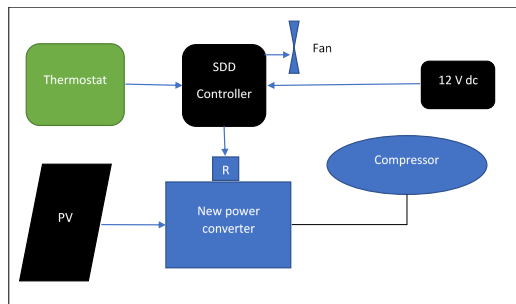 Fan
SDD
Controller
Thermostat
12 V dc
Compressor
R
PV
New power
converter